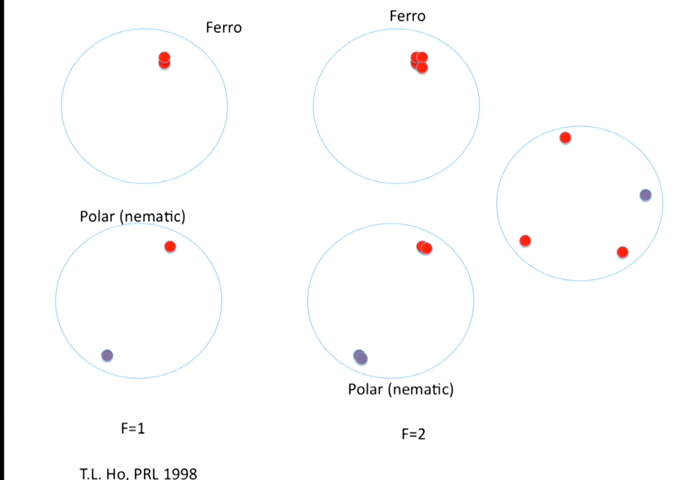 Ferro
Ferro
Polar (nematic)
Polar (nematic)
F=1
F=2
T.L. Ho, PRL 1998